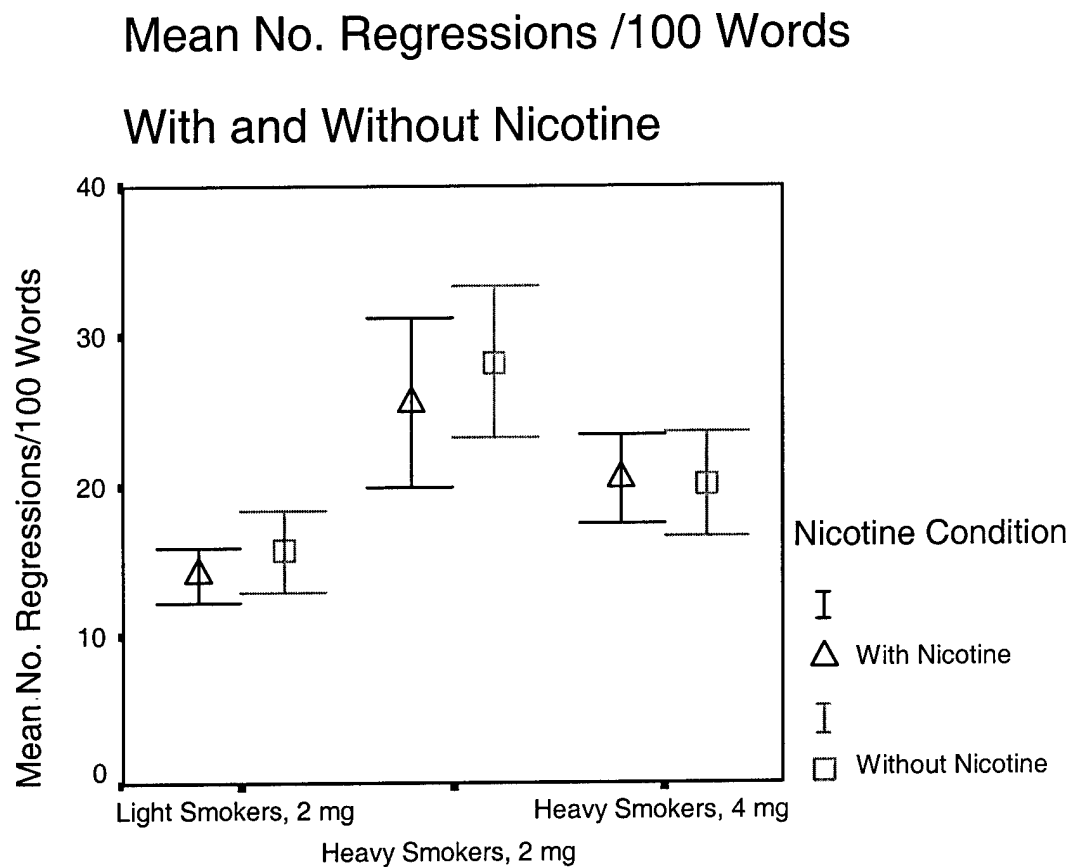 Mean No. Regressions /100 Words
With and Without Nicotine
Mean No. Regressions/100 Words
40
30
20
10
0
Light Smokers, 2 mg
Heavy Smokers, 2 mg
Heavy Smokers, 4 mg
Nicotine Condition
With Nicotine
Without Nicotine